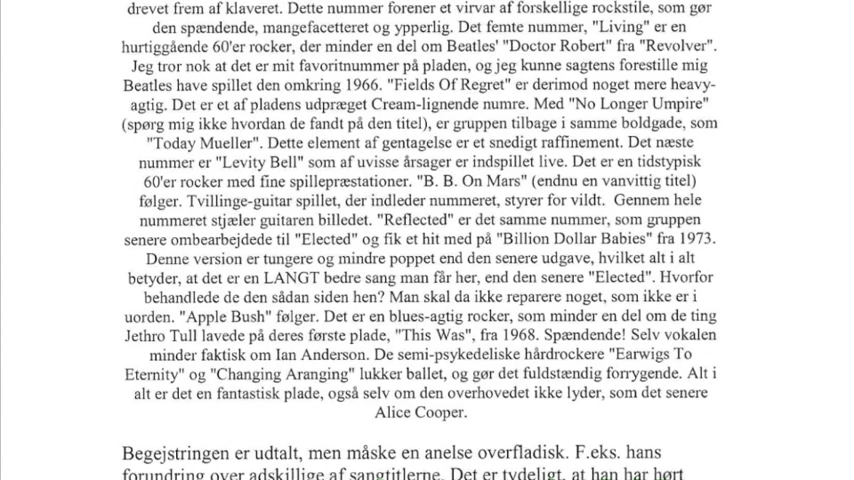 drevet frem af klaveret. Dette nummer forener et virvar af forskellige rockstile, som gør
den spændende, mangefacetteret og ypperlig. Det femte nummer, "Living" er en
hurtiggående 60'er rocker, der minder en del om Beatles' "Doctor Robert" fra "Revolver".
Jeg tror nok at det er mit favoritnummer på pladen, og jeg kunne sagtens forestille mig
Beatles have spillet den omkring 1966. "Fields Of Regret" er derimod noget mere heavy-
agtig. Det er et af pladens udpræget Cream-lignende numre. Med "No Longer Umpire"
(spørg mig ikke hvordan de fandt på den titel), er gruppen tilbage i samme boldgade, som
"Today Mueller". Dette element af gentagelse er et snedigt raffinement. Det næste
nummer er "Levity Bell" som af uvisse årsager er indspillet live. Det er en tidstypisk
60'er rocker med fine spillepræstationer. "B. B. On Mars" (endnu en vanvittig titel)
følger. Tvillinge-guitar spillet, der indleder nummeret, styrer for vildt. Gennem hele
nummeret stjæler guitaren billedet. "Reflected" er det samme nummer, som gruppen
senere ombearbejdede til "Elected" og fik et hit med på "Billion Dollar Babies" fra 1973.
Denne version er tungere og mindre poppet end den senere udgave, hvilket alt i alt
betyder, at det er en LANGT bedre sang man får her, end den senere "Elected". Hvorfor
behandlede de den sådan siden hen? Man skal da ikke reparere noget, som ikke er i
uorden. "Apple Bush" følger. Det er en blues-agtig rocker, som minder en del om de ting
Jethro Tull lavede på deres første plade, "This Was", fra 1968. Spændende! Selv vokalen
minder faktisk om Ian Anderson. De semi-psykedeliske hårdrockere "Earwigs To
Eternity" og "Changing Aranging" lukker ballet, og gør det fuldstændig forrygende. Alt i
alt er det en fantastisk plade, også selv om den overhovedet ikke lyder, som det senere
Alice Cooper.
Begejstringen er udtalt, men måske en anelse overfladisk. F.eks. hans
forundring over adskillige af sangtitlerne. Det er tydeligt, at han har hørt